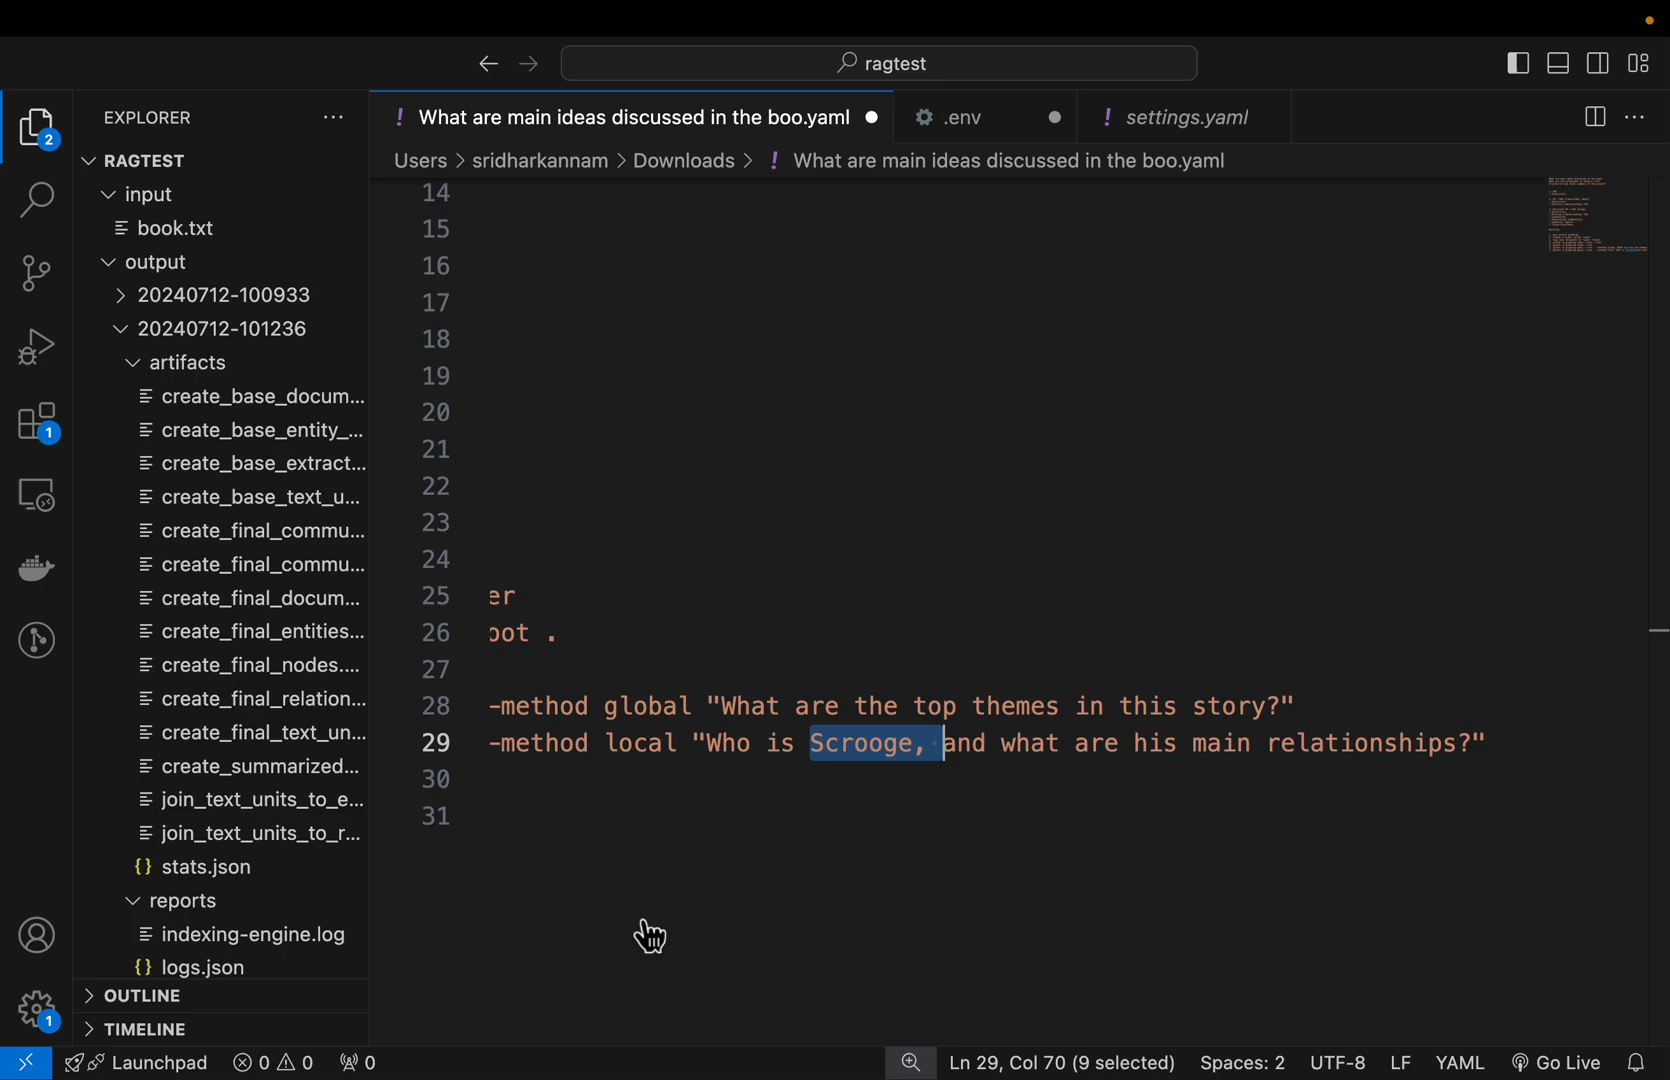 ragtest
EXPLORER
RAGTEST
input
book.txt
output
20240712-100933
20240712-101236
artifacts
create_base_docum...
create_base_entity_...
create_base_extract...
create_base_text_u...
create_final_commu...
create_final_commu...
create_final_docum...
create_final_entities...
create_final_nodes....
create_final_relation...
create_final_text_un...
create_summarized...
join_text_units_to_e...
join_text_units_to_r...
{} stats.json
reports
indexing-engine.log
{} logs.json
OUTLINE
TIMELINE
2
1
1
! What are main ideas discussed in the boo.yaml
.env
! settings.yaml
Users > sridharkannam > Downloads > ! What are main ideas discussed in the boo.yaml
14
15
16
17
18
19
20
21
22
23
24
25 er
26 oot .
27
28 -method global "What are the top themes in this story?"
29 -method local "Who is Scrooge, and what are his main relationships?"
30
31
Launchpad 0 0 0 Ln 29, Col 70 (9 selected) Spaces: 2 UTF-8 LF YAML Go Live